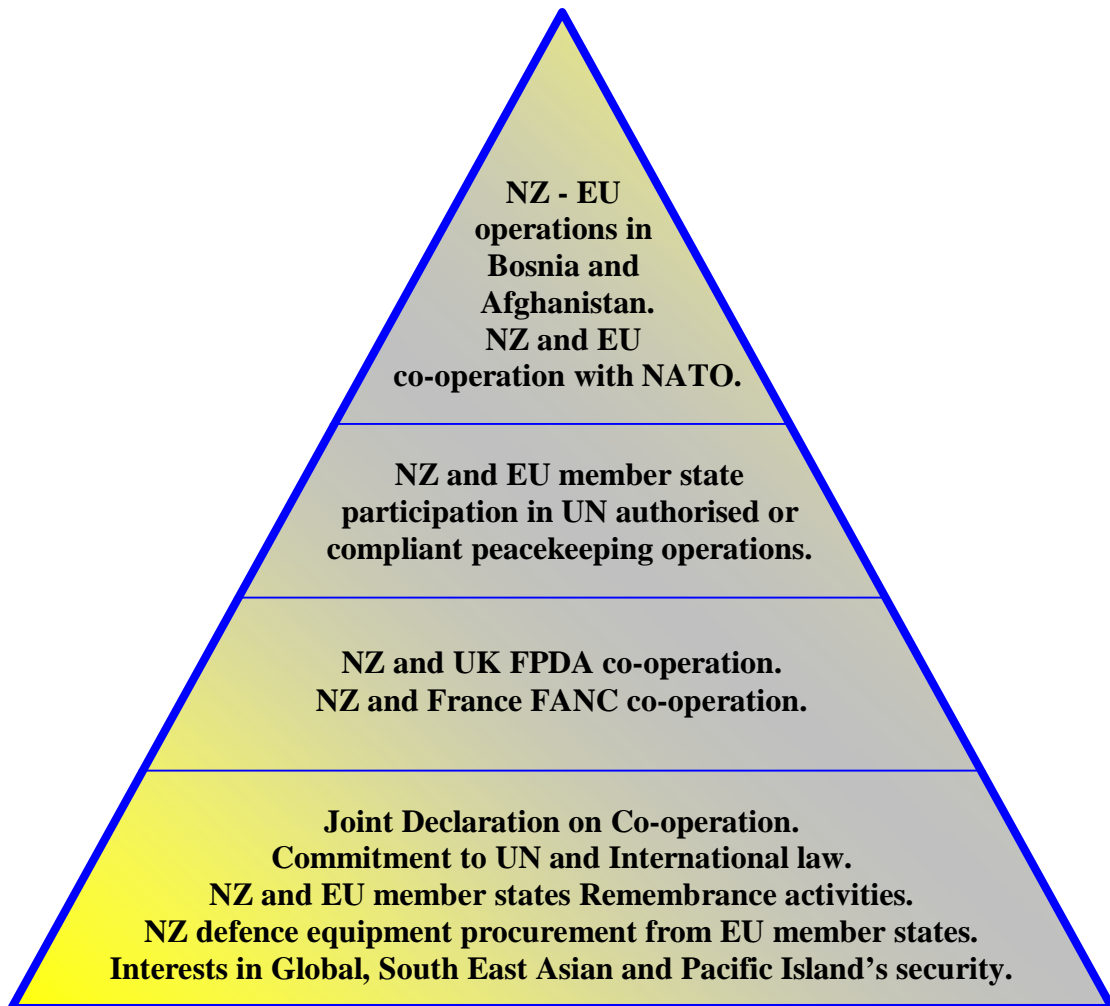 NZ - EU
operations in
Bosnia and
Afghanistan.
NZ and EU
co-operation with NATO.
NZ and EU member state
participation in UN authorised or
compliant peacekeeping operations.
NZ and UK FPDA co-operation.
NZ and France FANC co-operation.
Joint Declaration on Co-operation.
Commitment to UN and International law.
NZ and EU member states Remembrance activities.
NZ defence equipment procurement from EU member states.
Interests in Global, South East Asian and Pacific Island's security.